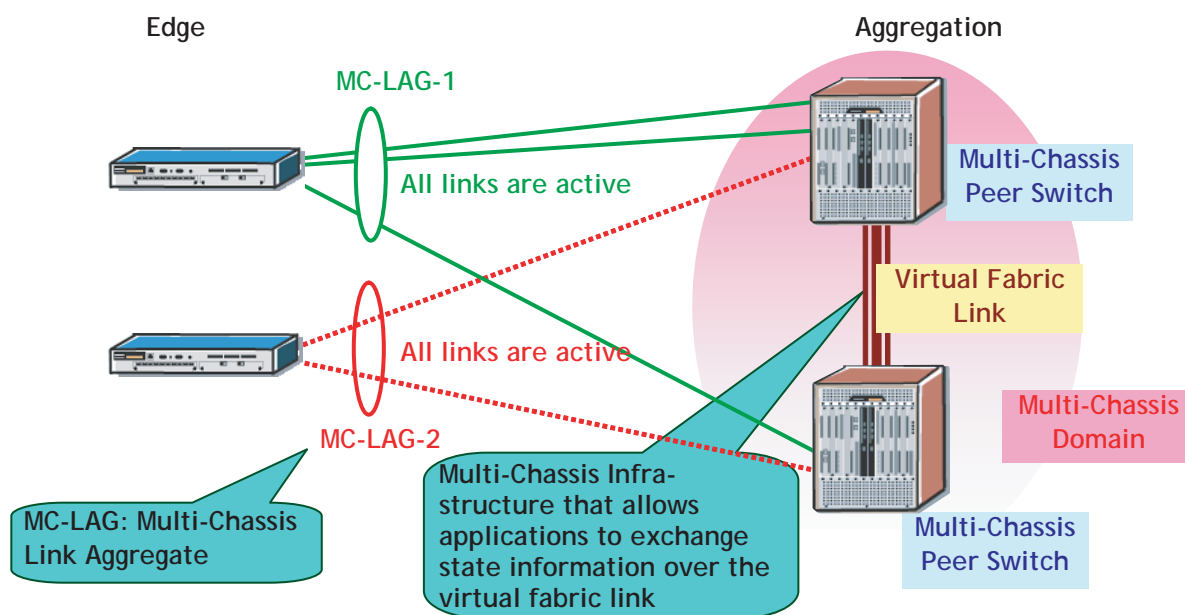 Edge
Aggregation
MC-LAG-1
All links are active
Multi-Chassis
Peer Switch
Virtual Fabric
Link
All links are active
MC-LAG-2
Multi-Chassis
Domain
MC-LAG: Multi-Chassis
Link Aggregate
Multi-Chassis Infra-
structure that allows
applications to exchange
state information over the
virtual fabric link
Multi-Chassis
Peer Switch